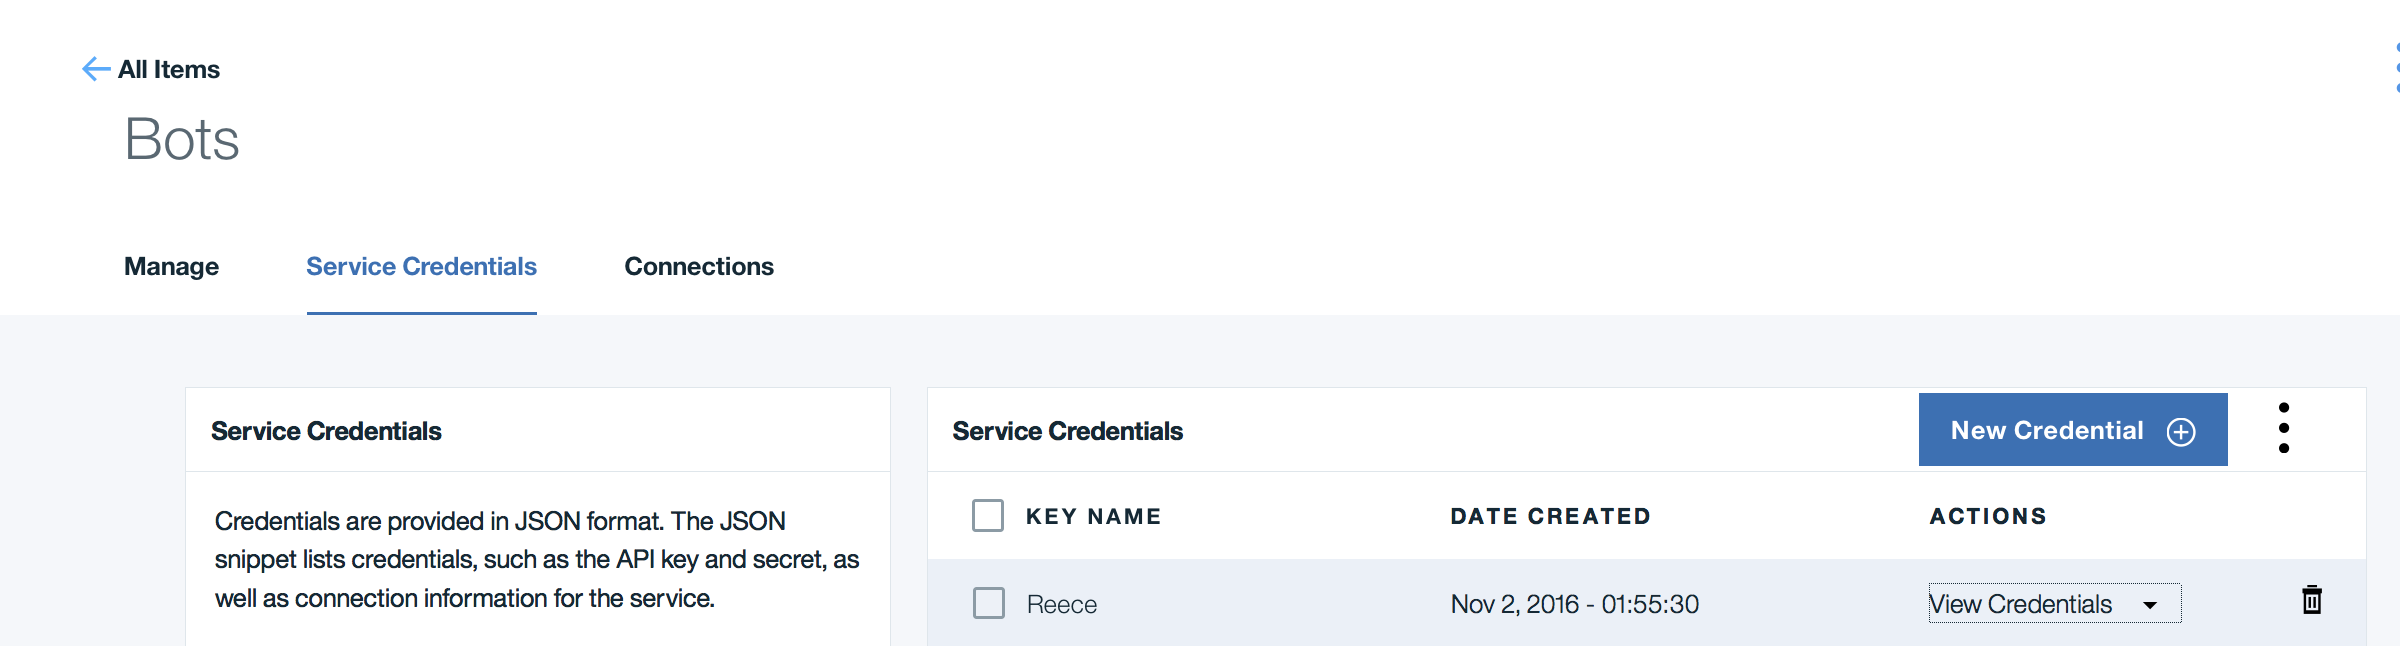 All Items
Bots
Manage Service Credentials Connections
Service Credentials
Credentials are provided in JSON format. The JSON
snippet lists credentials, such as the API key and secret, as
well as connection information for the service.
Service Credentials New Credential
KEY NAME DATE CREATED ACTIONS
Reece Nov 2, 2016 - 01:55:30 View Credentials